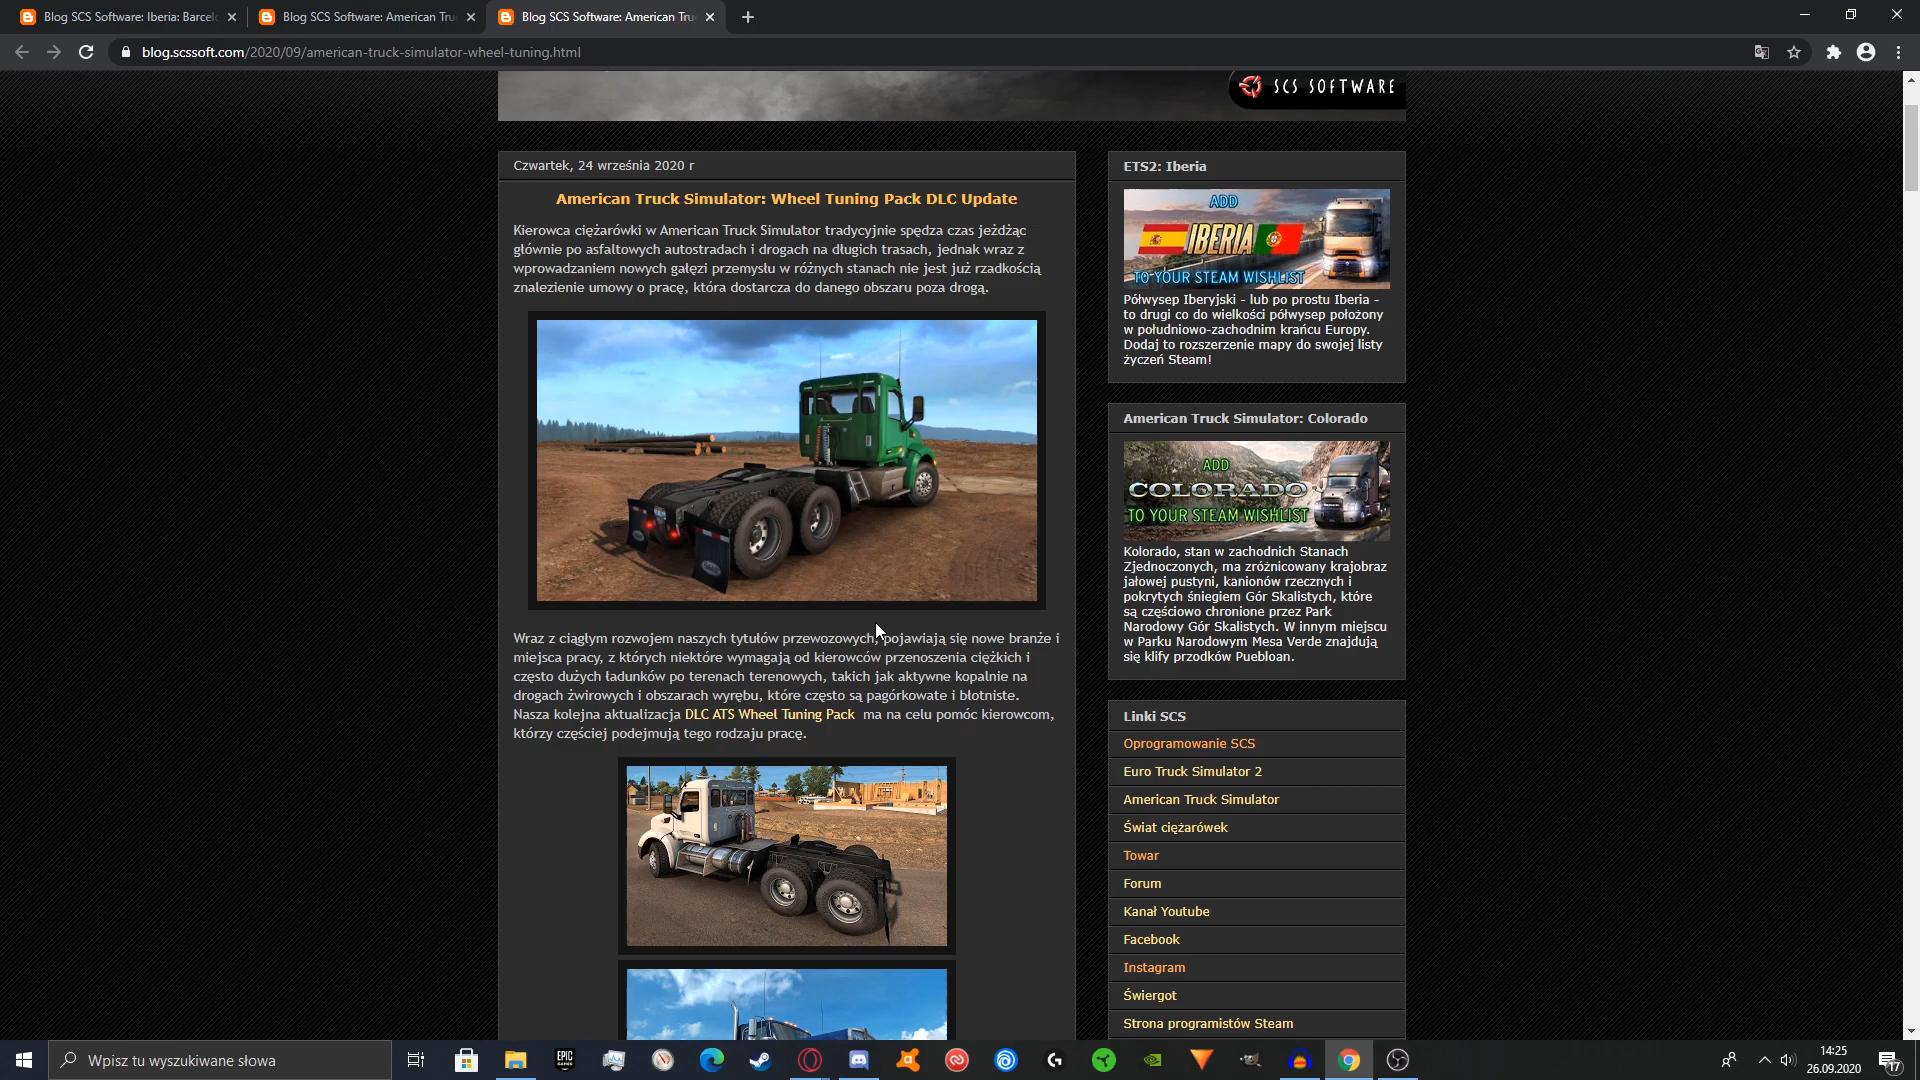 Blog SCS Software: Iberia: Barcel
Blog SCS Software: American Tru
Blog SCS Software: American Tru
blog.scssoft.com/2020/09/american-truck-simulator-wheel-tuning.html
SCS SOFTWARE
Czwartek, 24 września 2020 r
American Truck Simulator: Wheel Tuning Pack DLC Update
Kierowca ciężarówki w American Truck Simulator tradycyjnie spędza czas jeżdżąc
głównie po asfaltowych autostradach i drogach na długich trasach, jednak wraz z
wprowadzaniem nowych gałęzi przemysłu w różnych stanach nie jest już rzadkością
znalezienie umowy o pracę, która dostarcza do danego obszaru poza drogą.
Wraz z ciągłym rozwojem naszych tytułów przewozowych, pojawiają się nowe branże i
miejsca pracy, z których niektóre wymagają od kierowców przenoszenia ciężkich i
często dużych ładunków po terenach terenowych, takich jak aktywne kopalnie na
drogach żwirowych i obszarach wyrębu, które często są pagórkowate i błotniste.
Nasza kolejna aktualizacja DLC ATS Wheel Tuning Pack ma na celu pomóc kierowcom,
którzy częściej podejmują tego rodzaju pracę.
ETS2: Iberia
ADD
IBERIA
TO YOUR STEAM WISHLIST
Półwysep Iberyjski - lub po prostu Iberia -
to drugi co do wielkości półwysep położony
w południowo-zachodnim krańcu Europy.
Dodaj to rozszerzenie mapy do swojej listy
życzeń Steam!
American Truck Simulator: Colorado
ADD
COLORADO
TO YOUR STEAM WISHLIST
Kolorado, stan w zachodnich Stanach
Zjednoczonych, ma zróżnicowany krajobraz
jałowej pustyni, kanionów rzecznych i
pokrytych śniegiem Gór Skalistych, które
są częściowo chronione przez Park
Narodowy Gór Skalistych. W innym miejscu
w Parku Narodowym Mesa Verde znajdują
się klify przodków Puebloan.
Linki SCS
Oprogramowanie SCS
Euro Truck Simulator 2
American Truck Simulator
Świat ciężarówek
Towar
Forum
Kanał Youtube
Facebook
Instagram
Świergot
Strona programistów Steam
Wpisz tu wyszukiwane słowa
EPIC
GAMES
14:25
26.09.2020
17